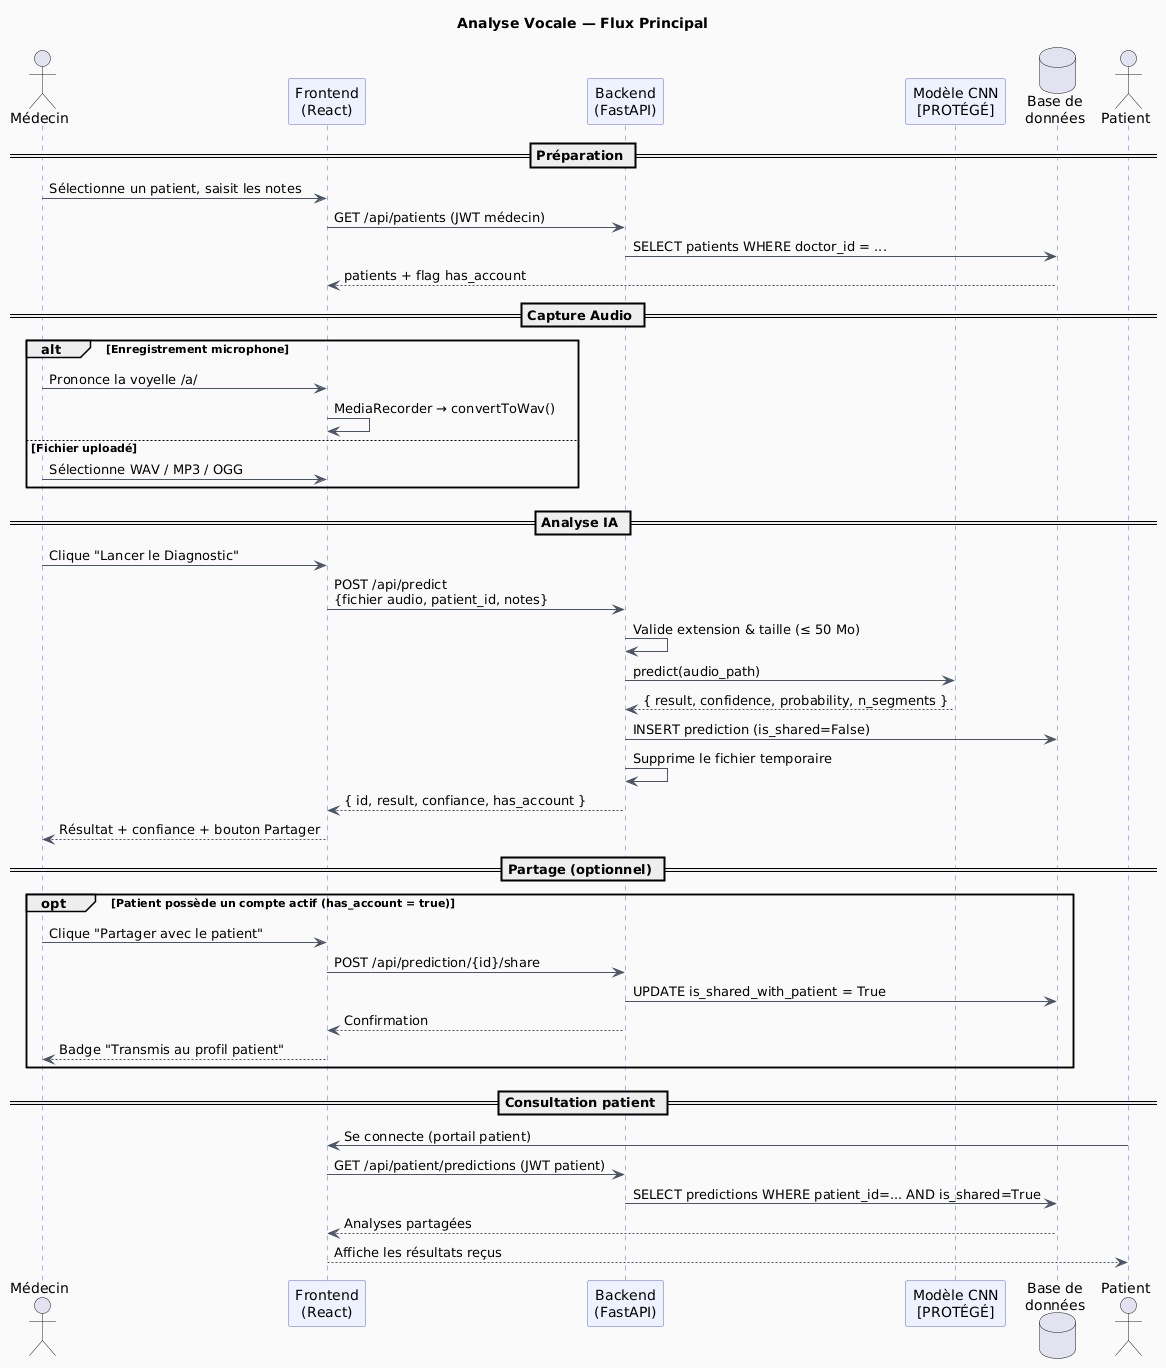 Analyse Vocale — Flux Principal
Médecin
Frontend
(React)
Backend
(FastAPI)
Modèle CNN
[PROTÉGÉ]
Base de
données
Patient
Préparation
Sélectionne un patient, saisit les notes
GET /api/patients (JWT médecin)
SELECT patients WHERE doctor_id = ...
patients + flag has_account
Capture Audio
alt [Enregistrement microphone]
Prononce la voyelle /a/
MediaRecorder → convertToWav()
[Fichier uploadé]
Sélectionne WAV / MP3 / OGG
Analyse IA
Clique "Lancer le Diagnostic"
POST /api/predict
{fichier audio, patient_id, notes}
Valide extension & taille (≤ 50 Mo)
predict(audio_path)
{ result, confidence, probability, n_segments }
INSERT prediction (is_shared=False)
Supprime le fichier temporaire
{ id, result, confiance, has_account }
Résultat + confiance + bouton Partager
Partage (optionnel)
opt [Patient possède un compte actif (has_account = true)]
Clique "Partager avec le patient"
POST /api/prediction/{id}/share
UPDATE is_shared_with_patient = True
Confirmation
Badge "Transmis au profil patient"
Consultation patient
Se connecte (portail patient)
GET /api/patient/predictions (JWT patient)
SELECT predictions WHERE patient_id=... AND is_shared=True
Analyses partagées
Affiche les résultats reçus
Médecin
Frontend
(React)
Backend
(FastAPI)
Modèle CNN
[PROTÉGÉ]
Base de
données
Patient